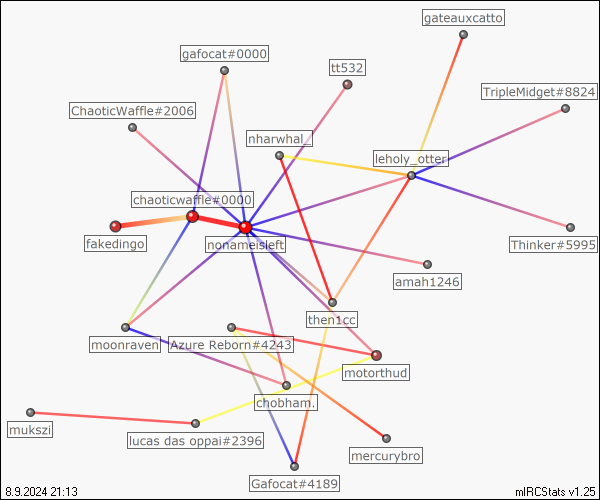 gateauxcatto
gafocat#0000
tt532
TripleMidget#8824
ChaoticWaffle#2006
nharwhal_
leholy_otter
chaoticwaffle#0000
fakedingo
nonameisleft
Thinker#5995
amah1246
then1cc
moonraven
Azure Reborn#4243
motorthud
chobham.
mukszi
lucas das oppai#2396
mercurybro
Gafocat#4189
8.9.2024 21:13
mIRCStats v1.25